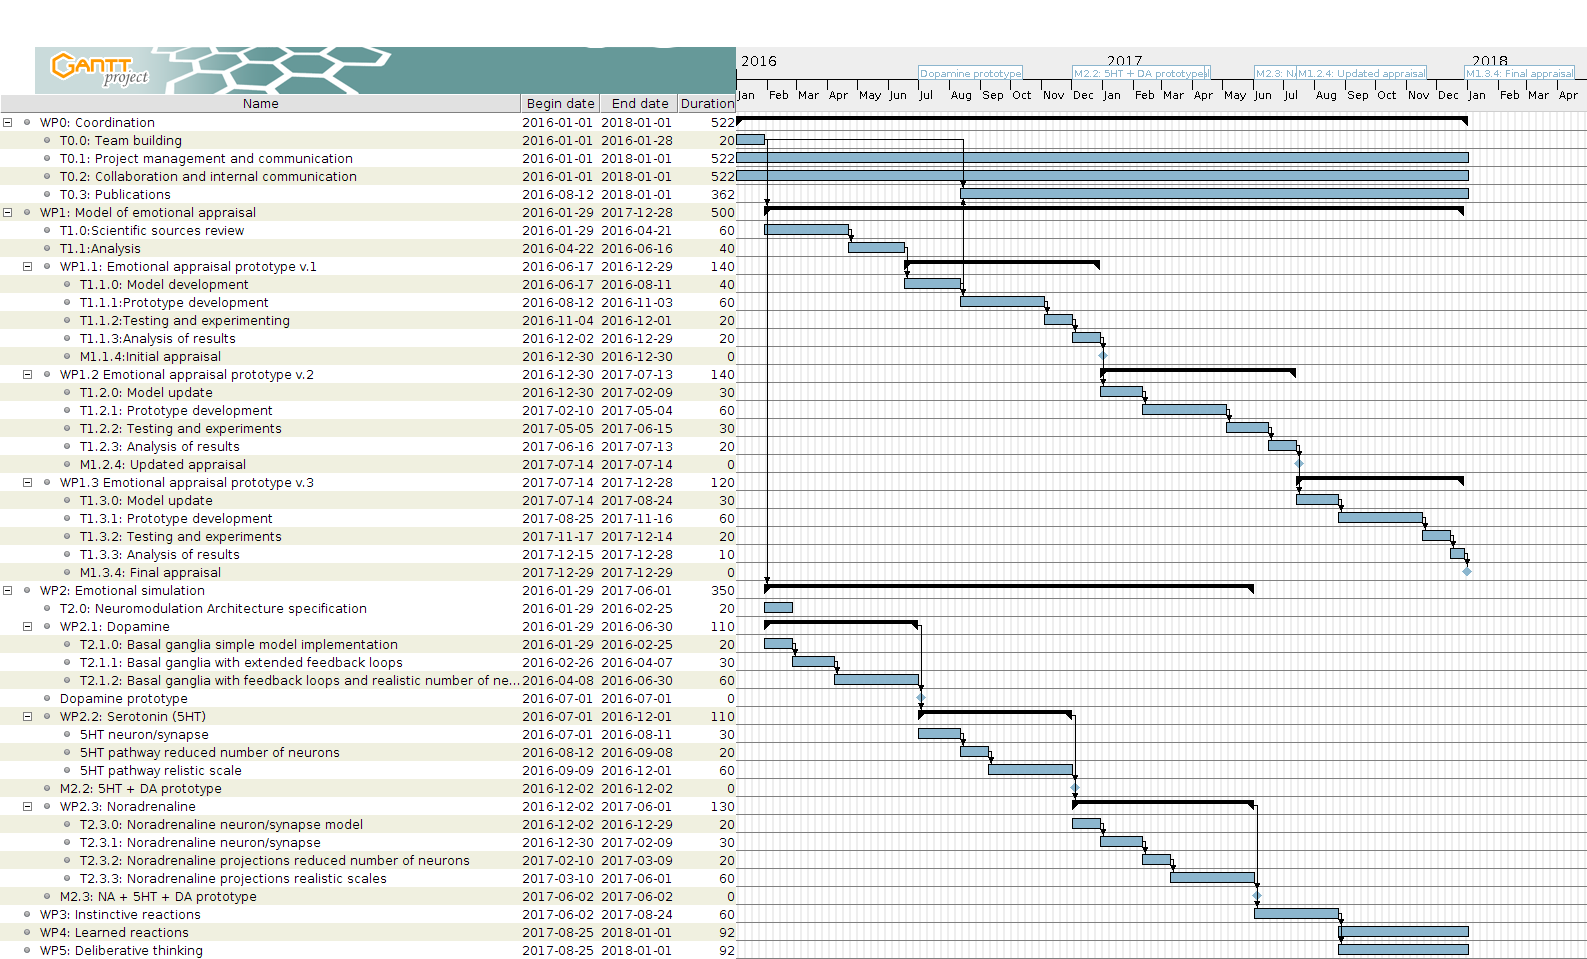 GANTT project
2016 2017 2018
Dopamine prototype M2.2: 5HT + DA prototype M2.3: M1.2.4: Updated appraisal M1.3.4: Final appraisal
Jan Feb Mar Apr May Jun Jul Aug Sep Oct Nov Dec Jan Feb Mar Apr May Jun Jul Aug Sep Oct Nov Dec Jan Feb Mar Apr
Name Begin date End date Duration
WP0: Coordination 2016-01-01 2018-01-01 522
T0.0: Team building 2016-01-01 2016-01-28 20
T0.1: Project management and communication 2016-01-01 2018-01-01 522
T0.2: Collaboration and internal communication 2016-01-01 2018-01-01 522
T0.3: Publications 2016-08-12 2018-01-01 362
WP1: Model of emotional appraisal 2016-01-29 2017-12-28 500
T1.0:Scientific sources review 2016-01-29 2016-04-21 60
T1.1:Analysis 2016-04-22 2016-06-16 40
WP1.1: Emotional appraisal prototype v.1 2016-06-17 2016-12-29 140
T1.1.0: Model development 2016-06-17 2016-08-11 40
T1.1.1:Prototype development 2016-08-12 2016-11-03 60
T1.1.2:Testing and experimenting 2016-11-04 2016-12-01 20
T1.1.3:Analysis of results 2016-12-02 2016-12-29 20
M1.1.4:Initial appraisal 2016-12-30 2016-12-30 0
WP1.2 Emotional appraisal prototype v.2 2016-12-30 2017-07-13 140
T1.2.0: Model update 2016-12-30 2017-02-09 30
T1.2.1: Prototype development 2017-02-10 2017-05-04 60
T1.2.2: Testing and experiments 2017-05-05 2017-06-15 30
T1.2.3: Analysis of results 2017-06-16 2017-07-13 20
M1.2.4: Updated appraisal 2017-07-14 2017-07-14 0
WP1.3 Emotional appraisal prototype v.3 2017-07-14 2017-12-28 120
T1.3.0: Model update 2017-07-14 2017-08-24 30
T1.3.1: Prototype development 2017-08-25 2017-11-16 60
T1.3.2: Testing and experiments 2017-11-17 2017-12-14 20
T1.3.3: Analysis of results 2017-12-15 2017-12-28 10
M1.3.4: Final appraisal 2017-12-29 2017-12-29 0
WP2: Emotional simulation 2016-01-29 2017-06-01 350
T2.0: Neuromodulation Architecture specification 2016-01-29 2016-02-25 20
WP2.1: Dopamine 2016-01-29 2016-06-30 110
T2.1.0: Basal ganglia simple model implementation 2016-01-29 2016-02-25 20
T2.1.1: Basal ganglia with extended feedback loops 2016-02-26 2016-04-07 30
T2.1.2: Basal ganglia with feedback loops and realistic number of ne... 2016-04-08 2016-06-30 60
Dopamine prototype 2016-07-01 2016-07-01 0
WP2.2: Serotonin (5HT) 2016-07-01 2016-12-01 110
5HT neuron/synapse 2016-07-01 2016-08-11 30
5HT pathway reduced number of neurons 2016-08-12 2016-09-08 20
5HT pathway relistic scale 2016-09-09 2016-12-01 60
M2.2: 5HT + DA prototype 2016-12-02 2016-12-02 0
WP2.3: Noradrenaline 2016-12-02 2017-06-01 130
T2.3.0: Noradrenaline neuron/synapse model 2016-12-02 2016-12-29 20
T2.3.1: Noradrenaline neuron/synapse 2016-12-30 2017-02-09 30
T2.3.2: Noradrenaline projections reduced number of neurons 2017-02-10 2017-03-09 20
T2.3.3: Noradrenaline projections realistic scales 2017-03-10 2017-06-01 60
M2.3: NA + 5HT + DA prototype 2017-06-02 2017-06-02 0
WP3: Instinctive reactions 2017-06-02 2017-08-24 60
WP4: Learned reactions 2017-08-25 2018-01-01 92
WP5: Deliberative thinking 2017-08-25 2018-01-01 92